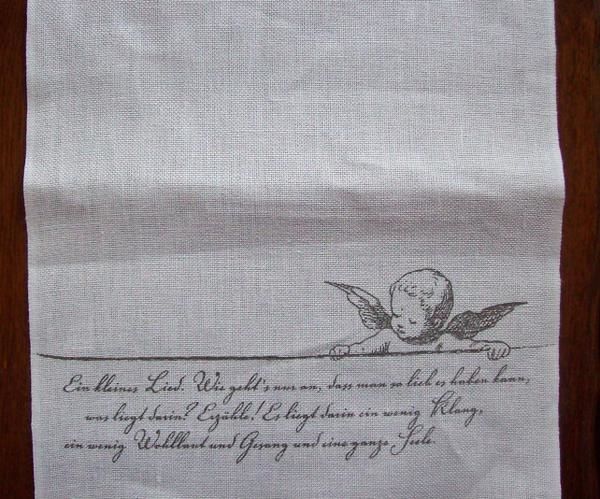 Ein kleines Lied. Wie geht's nur an, dass man so lieb es haben kann,
was liegt darin? Erzähle! Es liegt darin ein wenig Klang,
ein wenig Wohllaut und Gesang und eine ganze Seele.